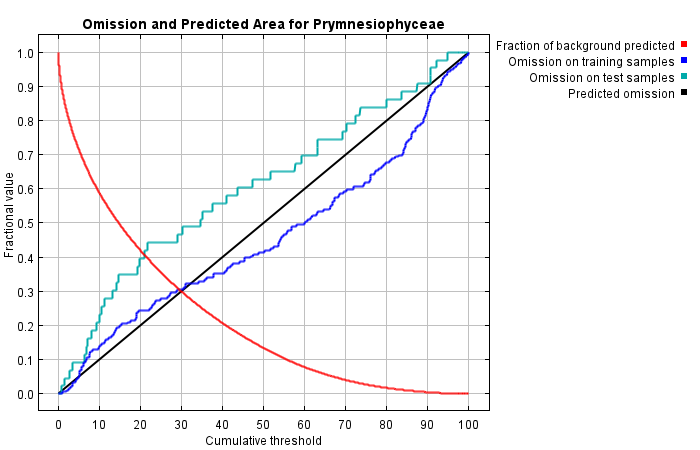 Omission and Predicted Area for Prymnesiophyceae
Fraction of background predicted
Omission on training samples
Omission on test samples
Predicted omission
Fractional value
1.0
0.9
0.8
0.7
0.6
0.5
0.4
0.3
0.2
0.1
0.0
0 10 20 30 40 50 60 70 80 90 100
Cumulative threshold